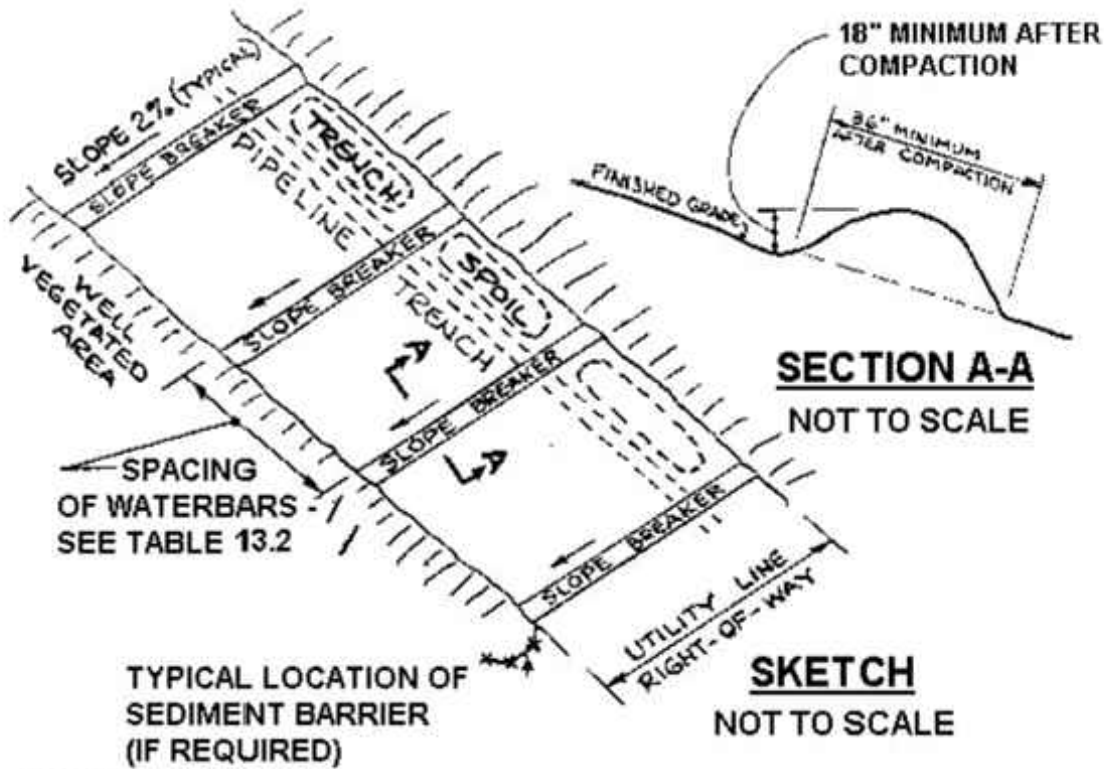 18" MINIMUM AFTER
COMPACTION
36" MINIMUM
AFTER COMPACTION
FINISHED GRADE
SECTION A-A
NOT TO SCALE
SLOPE 2% (TYPICAL)
SLOPE BREAKER
TRENCH
PIPELINE
SLOPE BREAKER
SPOIL
TRENCH
WELL
VEGETATED
AREA
A
SLOPE BREAKER
A
SPACING
OF WATERBARS -
SEE TABLE 13.2
SLOPE BREAKER
UTILITY LINE
RIGHT-OF-WAY
TYPICAL LOCATION OF
SEDIMENT BARRIER
(IF REQUIRED)
SKETCH
NOT TO SCALE